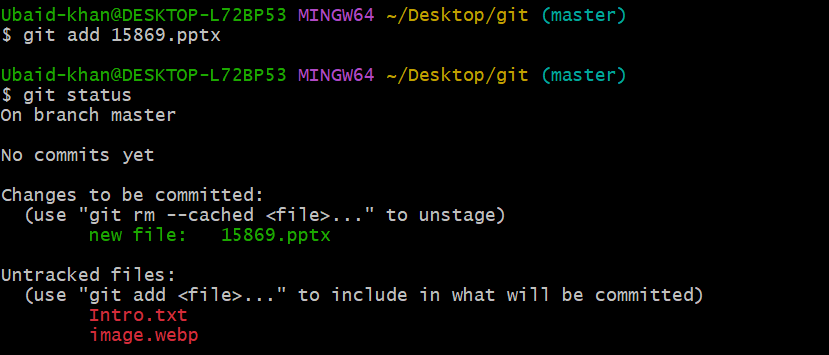 Ubaid-khan@DESKTOP-L72BP53 MINGW64 ~/Desktop/git (master)
$ git add 15869.pptx
Ubaid-khan@DESKTOP-L72BP53 MINGW64 ~/Desktop/git (master)
$ git status
On branch master
No commits yet
Changes to be committed:
  (use "git rm --cached <file>..." to unstage)
        new file:   15869.pptx
Untracked files:
  (use "git add <file>..." to include in what will be committed)
        Intro.txt
        image.webp